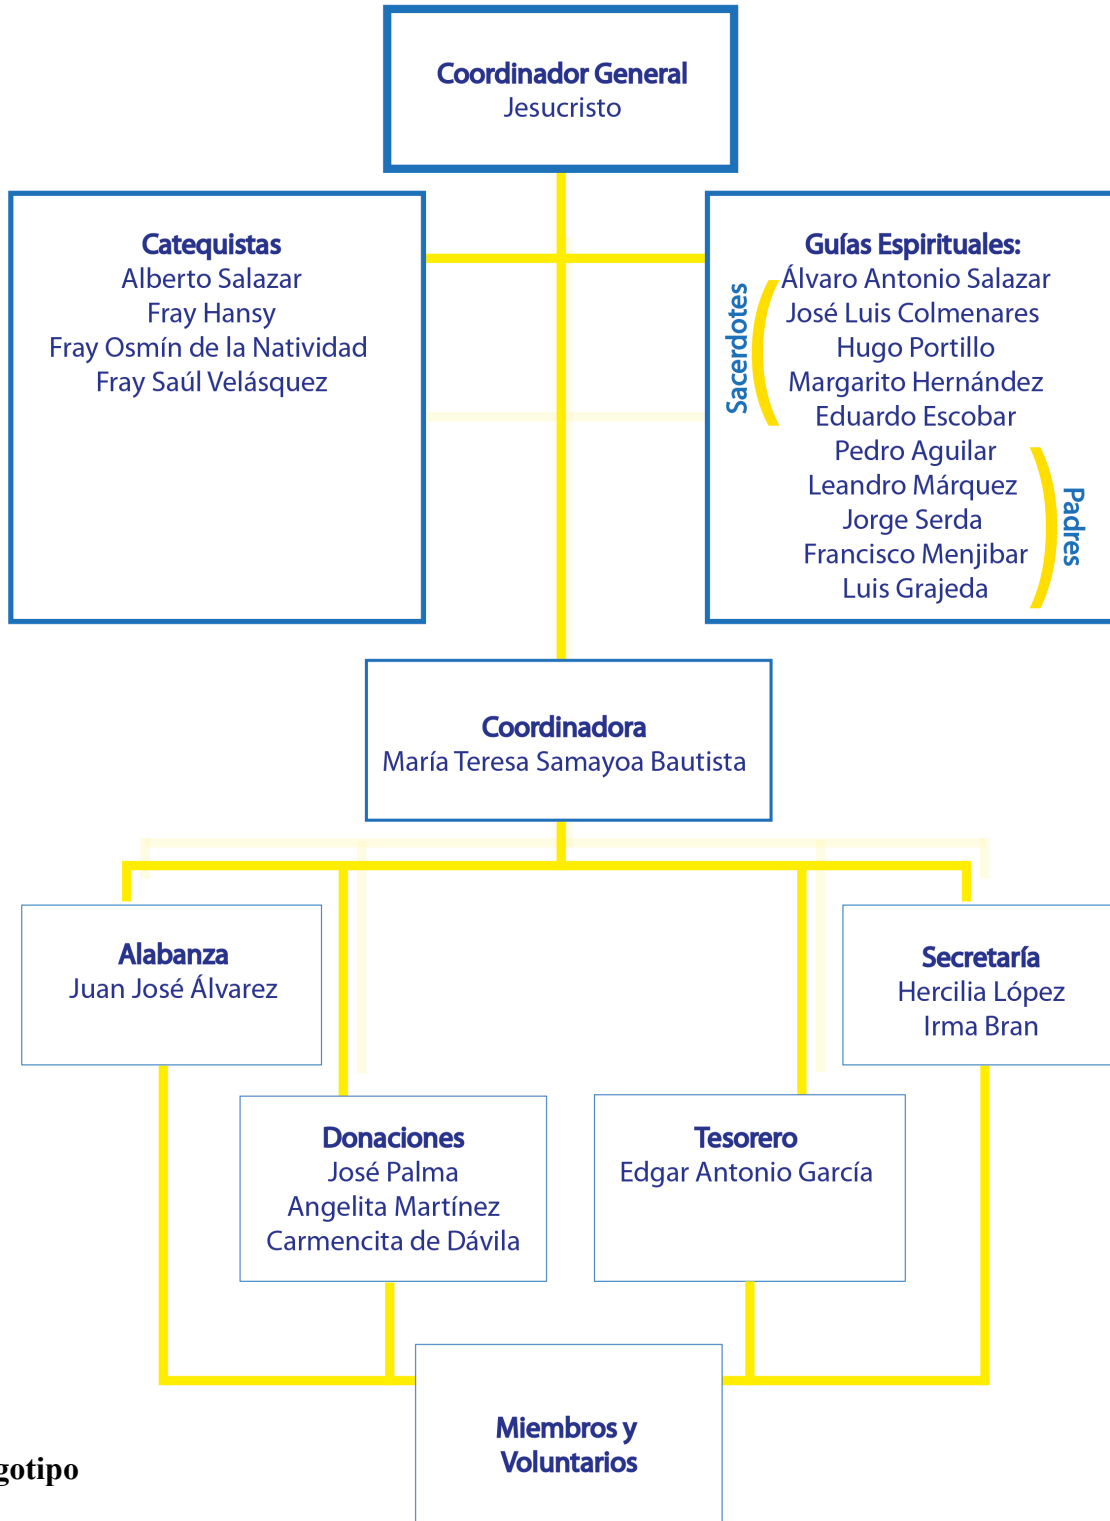 Coordinador General
Jesucristo
Catequistas
Alberto Salazar
Fray Hansy
Fray Osmín de la Natividad
Fray Saúl Velásquez
Guías Espirituales:
Sacerdotes
Álvaro Antonio Salazar
José Luis Colmenares
Hugo Portillo
Margarito Hernández
Eduardo Escobar
Pedro Aguilar
Leandro Márquez
Jorge Serda
Francisco Menjibar
Luis Grajeda
Padres
Coordinadora
María Teresa Samayoa Bautista
Alabanza
Juan José Álvarez
Secretaría
Hercilia López
Irma Bran
Donaciones
José Palma
Angelita Martínez
Carmencita de Dávila
Tesorero
Edgar Antonio García
Miembros y
Voluntarios
gotipo